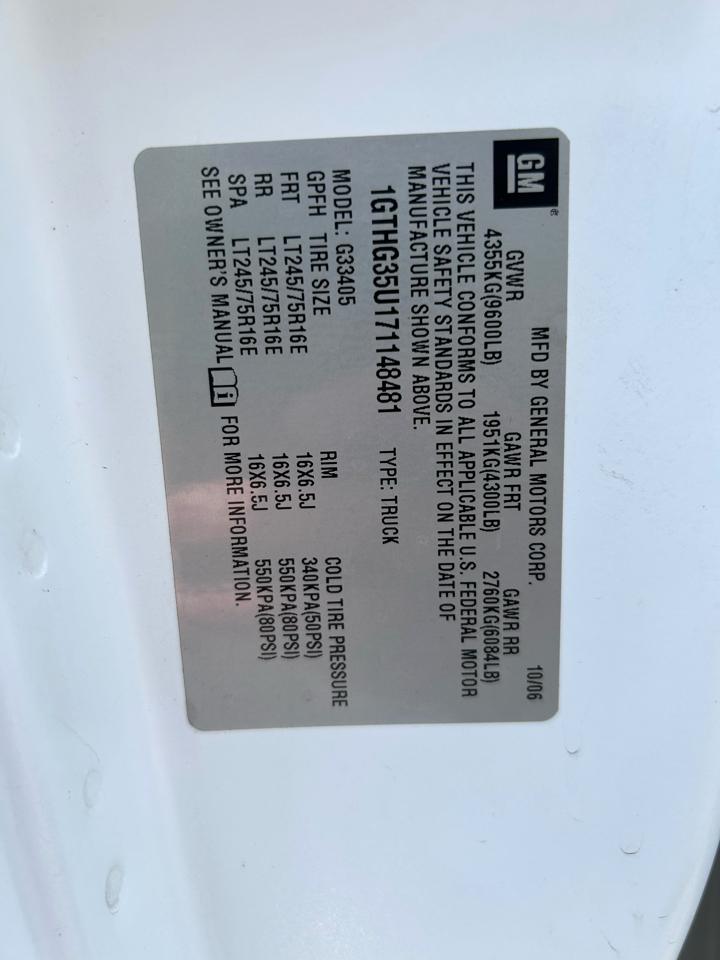 GM
MFD BY GENERAL MOTORS CORP. 10/06
GVWR GAWR FRT GAWR RR
4355KG(9600LB) 1951KG(4300LB) 2760KG(6084LB)
THIS VEHICLE CONFORMS TO ALL APPLICABLE U.S. FEDERAL MOTOR
VEHICLE SAFETY STANDARDS IN EFFECT ON THE DATE OF
MANUFACTURE SHOWN ABOVE.
1GTHG35U171148481 TYPE: TRUCK
MODEL: G33405
GPFH TIRE SIZE RIM COLD TIRE PRESSURE
FRT LT245/75R16E 16X6.5J 340KPA(50PSI)
RR LT245/75R16E 16X6.5J 550KPA(80PSI)
SPA LT245/75R16E 16X6.5J 550KPA(80PSI)
SEE OWNER'S MANUAL FOR MORE INFORMATION.